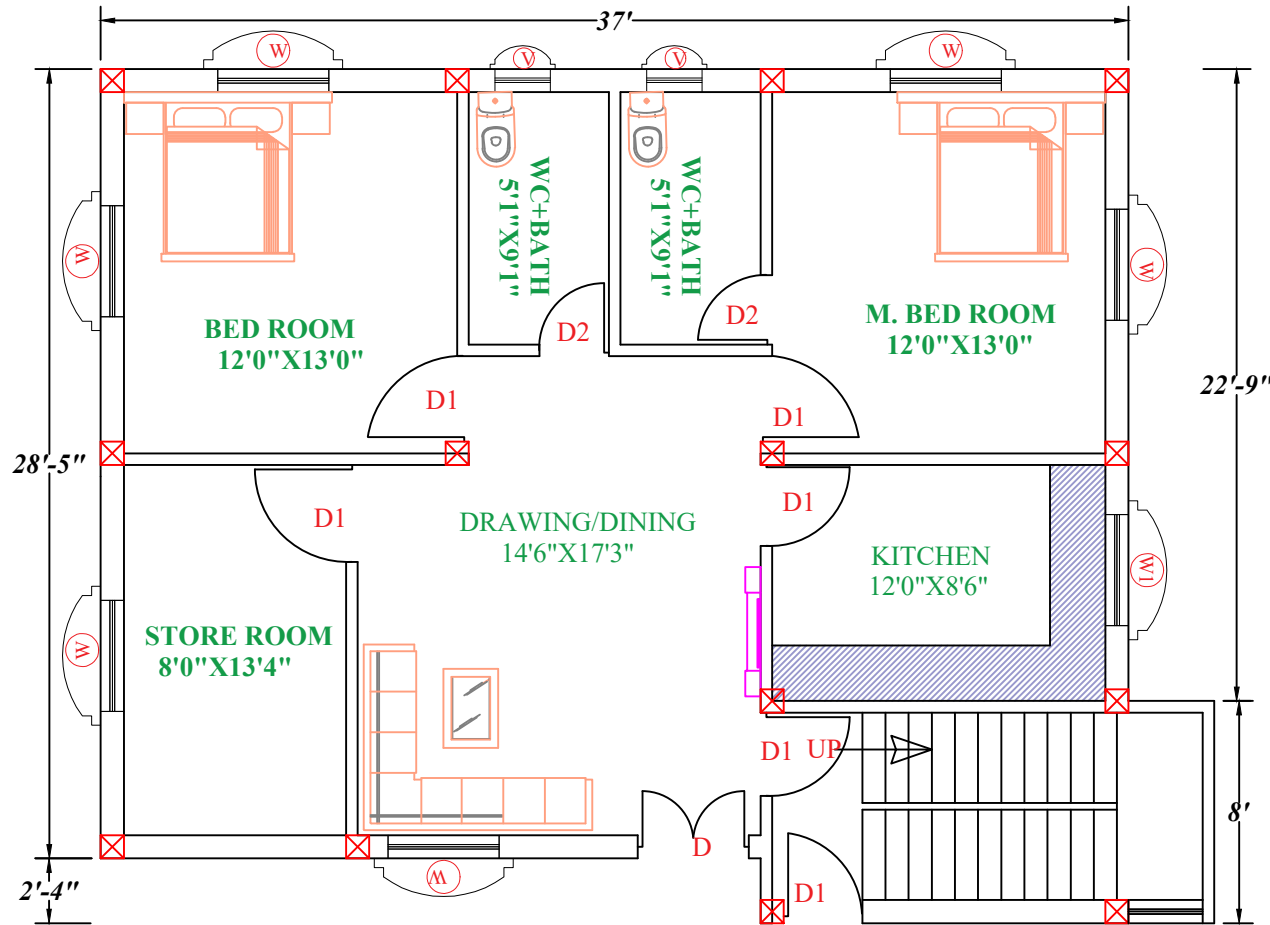 37'
W
V
V
W
WC+BATH
5'1"X9'1"
WC+BATH
5'1"X9'1"
W
W
BED ROOM
12'0"X13'0"
D2
D2
M. BED ROOM
12'0"X13'0"
22'-9"
D1
D1
28'-5"
D1
D1
DRAWING/DINING
14'6"X17'3"
KITCHEN
12'0"X8'6"
W1
STORE ROOM
8'0"X13'4"
W
D1
UP
8'
D
W
D1
2'-4"